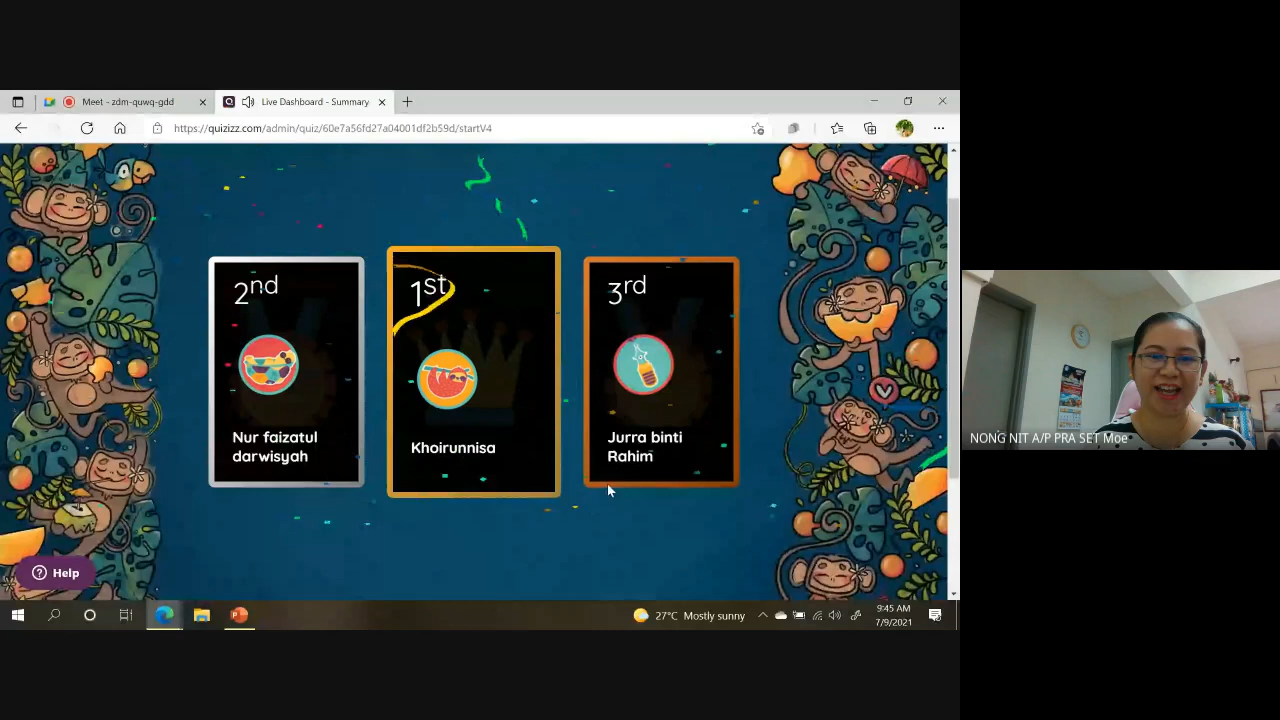 Meet - zdm-quwq-gdd
Live Dashboard - Summary
https://quizizz.com/admin/quiz/60e7a56fd27a04001df2b59d/startV4
2nd
Nur faizatul
darwisyah
1st
Khoirunnisa
3rd
Jurra binti
Rahim
NONG NIT A/P PRA SET Moe
Help
27°C Mostly sunny
9:45 AM
7/9/2021